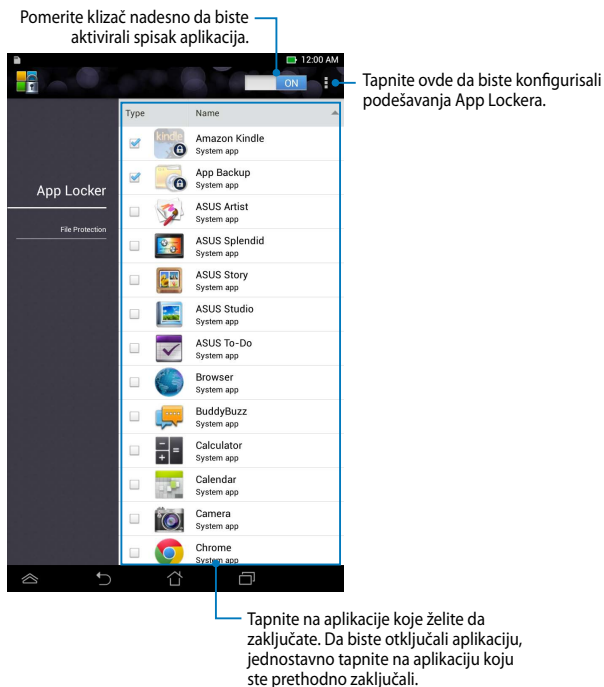 Pomerite klizač nadesno da biste
aktivirali spisak aplikacija.
12:00 AM
ON
Tapnite ovde da biste konfigurisali
podešavanja App Lockera.
Type Name
App Locker
File Protection
kindle
Amazon Kindle
System app
App Backup
System app
ASUS Artist
System app
ASUS Splendid
System app
ASUS Story
System app
ASUS Studio
System app
ASUS To-Do
System app
Browser
System app
BuddyBuzz
System app
Calculator
System app
Calendar
System app
Camera
System app
Chrome
System app
Tapnite na aplikacije koje želite da
zaključate. Da biste otključali aplikaciju,
jednostavno tapnite na aplikaciju koju
ste prethodno zaključali.